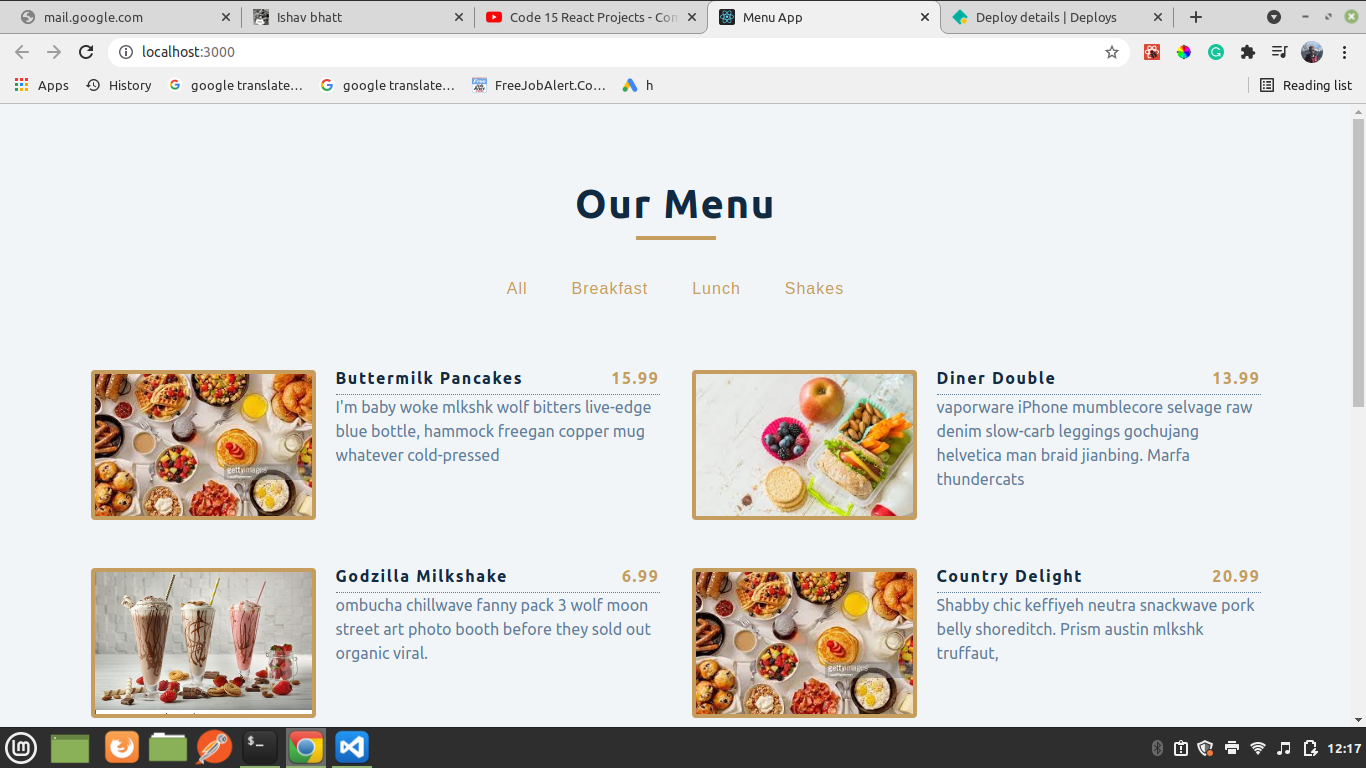 mail.google.com
Ishav bhatt
Code 15 React Projects - Com
Menu App
Deploy details | Deploys
localhost:3000
Apps
History
google translate…
google translate…
FreeJobAlert.Co…
h
Reading list
Our Menu
All Breakfast Lunch Shakes
Buttermilk Pancakes 15.99
I'm baby woke mlkshk wolf bitters live-edge
blue bottle, hammock freegan copper mug
whatever cold-pressed
gettyimages
Diner Double 13.99
vaporware iPhone mumblecore selvage raw
denim slow-carb leggings gochujang
helvetica man braid jianbing. Marfa
thundercats
Godzilla Milkshake 6.99
ombucha chillwave fanny pack 3 wolf moon
street art photo booth before they sold out
organic viral.
Country Delight 20.99
Shabby chic keffiyeh neutra snackwave pork
belly shoreditch. Prism austin mlkshk
truffaut,
gettyimages
12:17